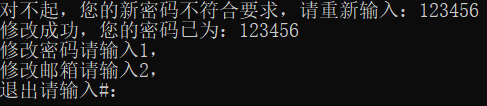 对不起，您的新密码不符合要求，请重新输入：123456
修改成功，您的密码已为：123456
修改密码请输入1，
修改邮箱请输入2，
退出请输入#：